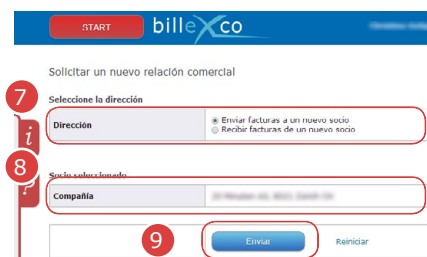 START billexco
Solicitar un nuevo relación comercial
7
Seleccione la dirección
Dirección
Enviar facturas a un nuevo socio
Recibir facturas de un nuevo socio
i
8
Socio seleccionado
?
Compañía
9
Enviar Reiniciar